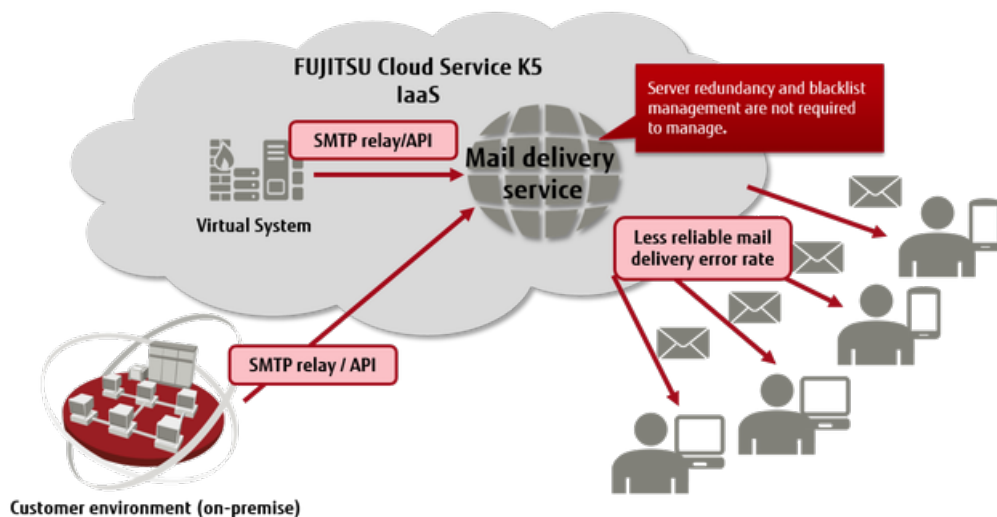 FUJITSU Cloud Service K5
IaaS
Server redundancy and blacklist
management are not required
to manage.
SMTP relay/API
Mail delivery
service
Virtual System
Less reliable mail
delivery error rate
SMTP relay / API
Customer environment (on-premise)